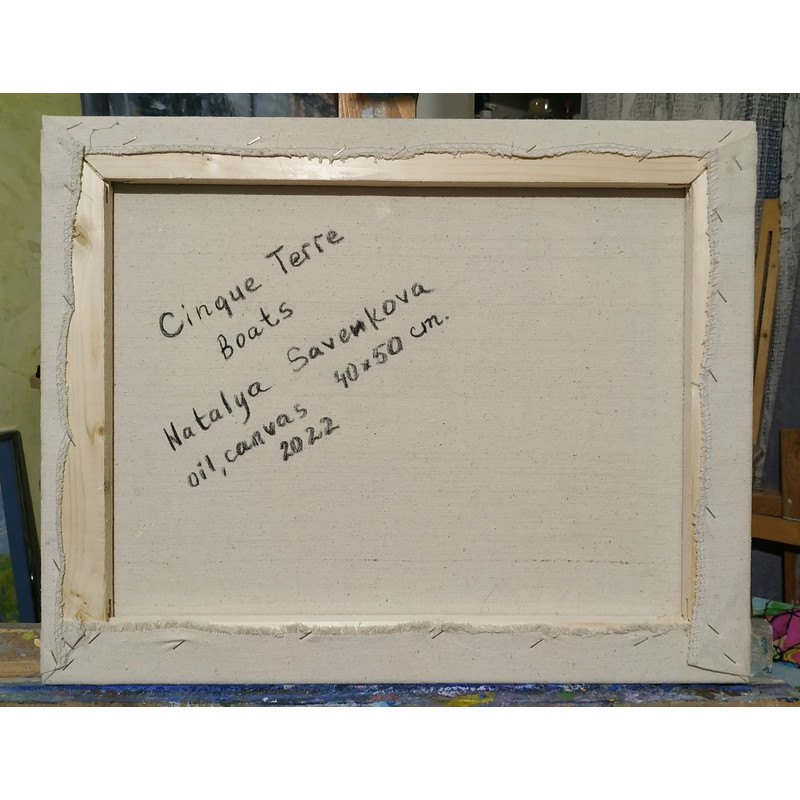 Cinque Terre
Boats
Natalya Savenkova
oil, canvas 40x50 cm.
2022